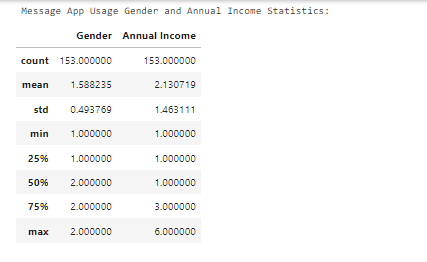 Message App Usage Gender and Annual Income Statistics:
Gender Annual Income
count 153.000000 153.000000
mean 1.588235 2.130719
std 0.493769 1.463111
min 1.000000 1.000000
25% 1.000000 1.000000
50% 2.000000 1.000000
75% 2.000000 3.000000
max 2.000000 6.000000